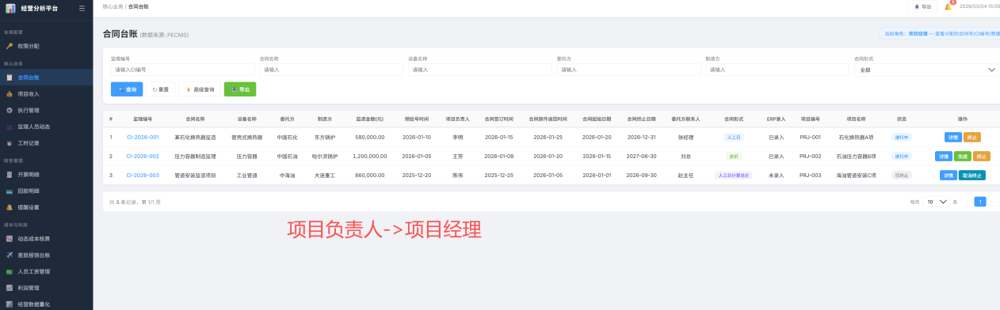 经营分析平台
核心业务 / 合同台账
导出
2026/03/04 15:05
全局配置
权限分配
核心业务
合同台账
项目收入
执行管理
监理人员动态
工时记录
财务管理
开票明细
回款明细
提醒设置
成本与利润
动态成本核算
差旅报销台账
人员工资管理
利润管理
经营数据量化
合同台账 (数据来源: PECMS)
当前角色: 项目经理 — 查看分配的合同号(CI编号)数据
监理编号 合同名称 设备名称 委托方 制造方 合同形式
请输入CI编号 请输入 请输入 请输入 请输入 全部
查询 重置 高级查询 导出
# 监理编号 合同名称 设备名称 委托方 制造方 监造金额(元) 预给号时间 项目负责人 合同签订时间 合同原件返回时间 合同起始日期 合同终止日期 委托方联系人 合同形式 ERP录入 项目编号 项目名称 状态 操作
1 CI-2026-001 某石化换热器监造 管壳式换热器 中国石化 东方锅炉 580,000.00 2026-01-10 李明 2026-01-15 2026-01-25 2026-01-20 2026-12-31 张经理 人工日 已录入 PRJ-001 石化换热器A项 进行中 详情 终止
2 CI-2026-002 压力容器制造监理 压力容器 中国石油 哈尔滨锅炉 1,200,000.00 2026-01-05 王芳 2026-01-08 2026-01-20 2026-01-15 2027-06-30 刘总 总价 已录入 PRJ-002 石油压力容器B项 进行中 详情 完成 终止
3 CI-2026-003 管道安装监造项目 工业管道 中海油 大连重工 860,000.00 2025-12-20 陈伟 2025-12-25 2026-01-05 2026-01-01 2026-09-30 赵主任 人工日计算总价 未录入 PRJ-003 海油管道安装C项 已终止 详情 取消终止
共 3 条记录，第 1/1 页
每页 10 条 1
项目负责人->项目经理